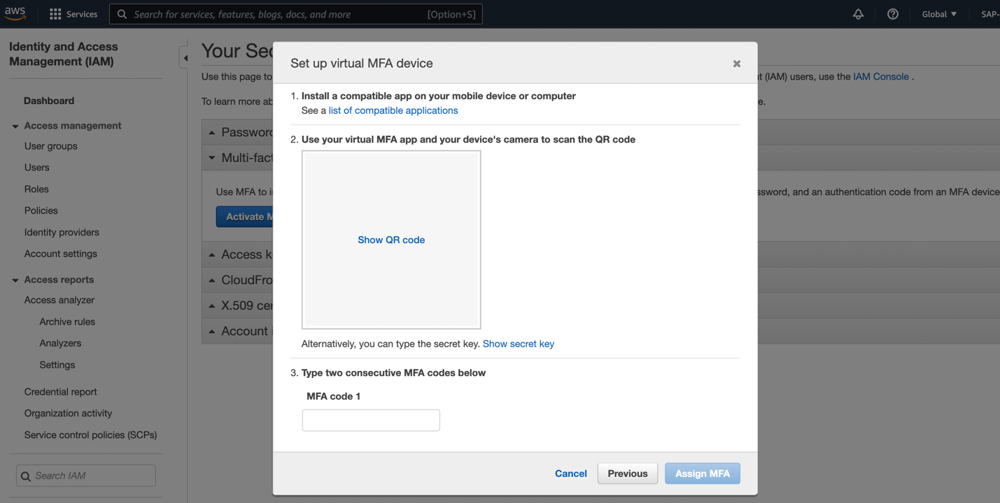 aws
Services
Search for services, features, blogs, docs, and more
[Option+S]
Global
SAP-
Identity and Access
Management (IAM)
Dashboard
Access management
User groups
Users
Roles
Policies
Identity providers
Account settings
Access reports
Access analyzer
Archive rules
Analyzers
Settings
Credential report
Organization activity
Service control policies (SCPs)
Search IAM
Your Sec
Use this page to
t (IAM) users, use the IAM Console .
To learn more ab
e.
Password
Multi-fact
Use MFA to i
ssword, and an authentication code from an MFA device
Activate M
Access k
CloudFro
X.509 cer
Account i
Set up virtual MFA device
1. Install a compatible app on your mobile device or computer
See a list of compatible applications
2. Use your virtual MFA app and your device's camera to scan the QR code
Show QR code
Alternatively, you can type the secret key. Show secret key
3. Type two consecutive MFA codes below
MFA code 1
Cancel
Previous
Assign MFA